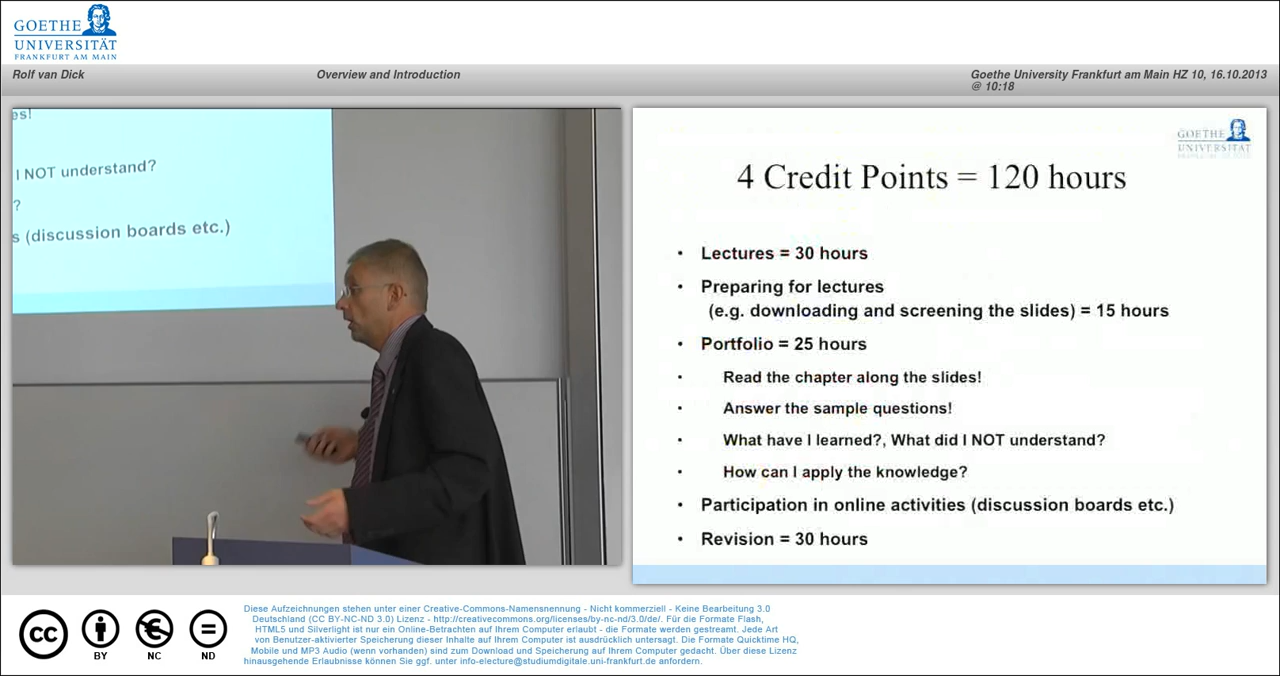 GOETHE
UNIVERSITÄT
FRANKFURT AM MAIN
Rolf van Dick
Overview and Introduction
Goethe University Frankfurt am Main HZ 10, 16.10.2013
@ 10:18
es!
I NOT understand?
?
s (discussion boards etc.)
GOETHE
UNIVERSITÄT
4 Credit Points = 120 hours
• Lectures = 30 hours
• Preparing for lectures
(e.g. downloading and screening the slides) = 15 hours
• Portfolio = 25 hours
• Read the chapter along the slides!
• Answer the sample questions!
• What have I learned?, What did I NOT understand?
• How can I apply the knowledge?
• Participation in online activities (discussion boards etc.)
• Revision = 30 hours
cc
BY
NC
ND
Diese Aufzeichnungen stehen unter einer Creative-Commons-Namensnennung - Nicht kommerziell - Keine Bearbeitung 3.0
Deutschland (CC BY-NC-ND 3.0) Lizenz - http://creativecommons.org/licenses/by-nc-nd/3.0/de/. Für die Formate Flash,
HTML5 und Silverlight ist nur ein Online-Betrachten auf Ihrem Computer erlaubt - die Formate werden gestreamt. Jede Art
von Benutzer-aktivierter Speicherung dieser Inhalte auf Ihrem Computer ist ausdrücklich untersagt. Die Formate Quicktime HQ,
Mobile und MP3 Audio (wenn vorhanden) sind zum Download und Speicherung auf Ihrem Computer gedacht. Über diese Lizenz
hinausgehende Erlaubnisse können Sie ggf. unter info-electure@studiumdigitale.uni-frankfurt.de anfordern.